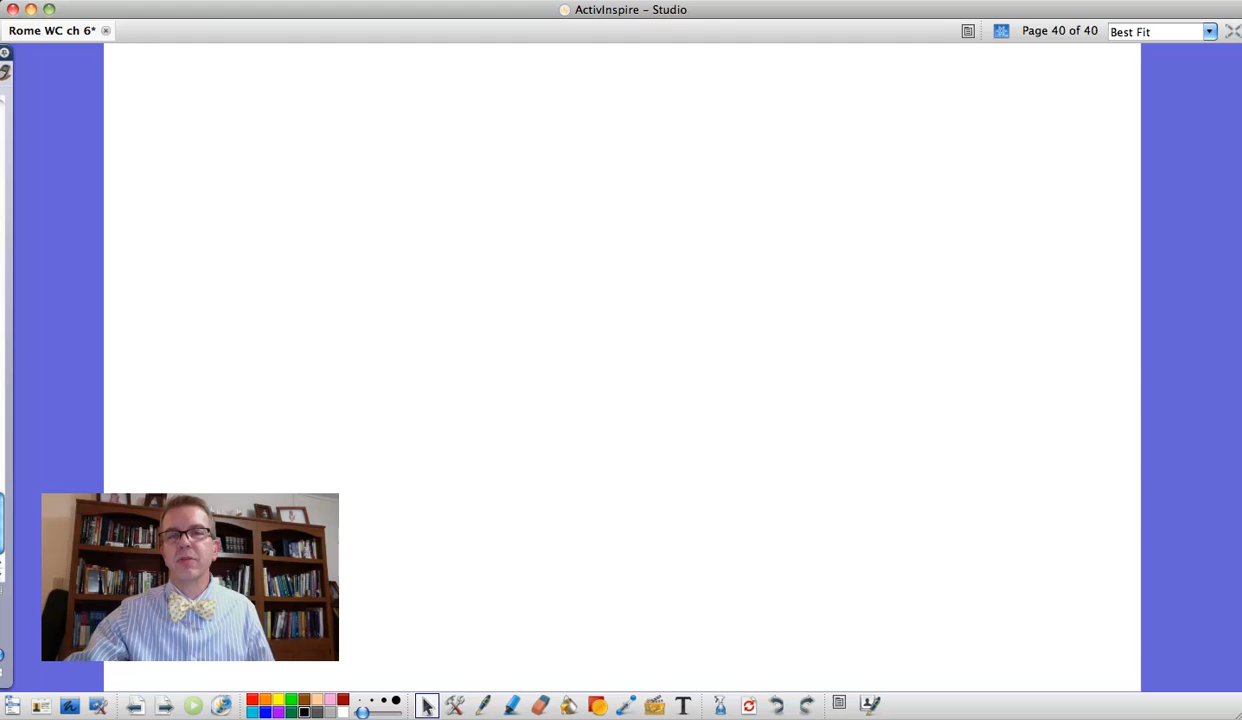 ActivInspire – Studio
Rome WC ch 6*
Page 40 of 40
Best Fit
T